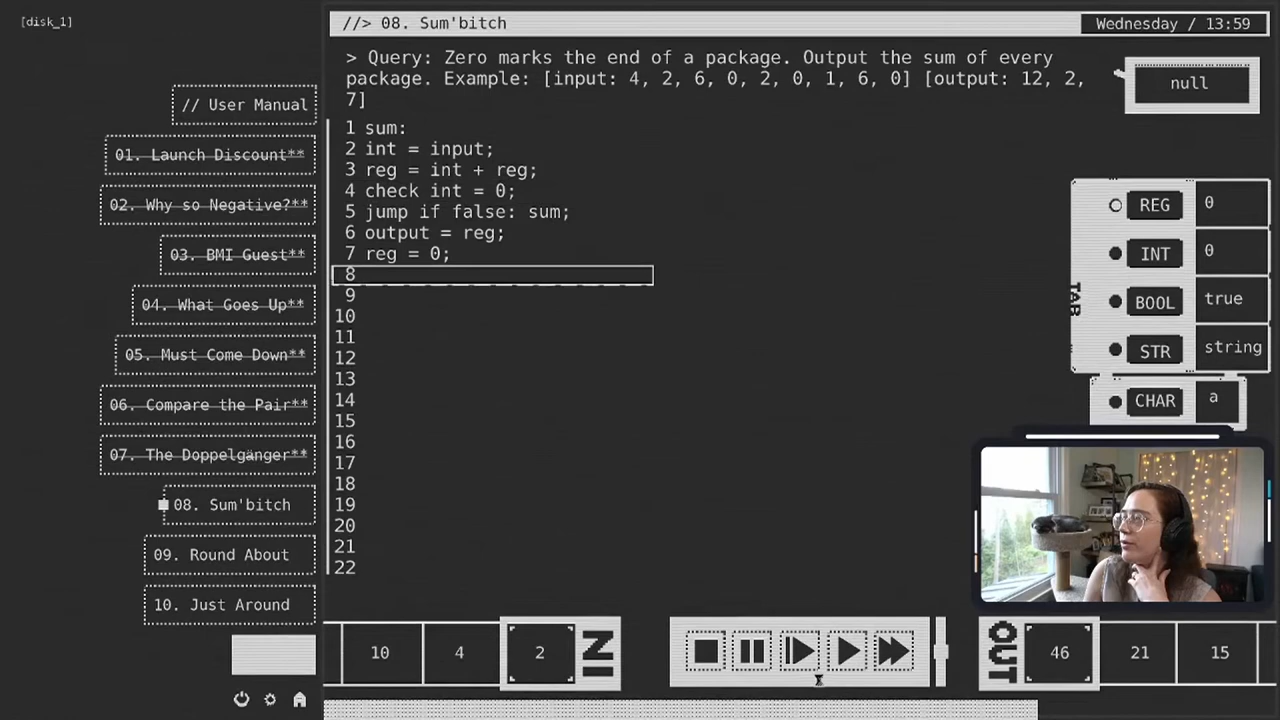 [disk_1]
//> 08. Sum'bitch
Wednesday / 13:59
> Query: Zero marks the end of a package. Output the sum of every
package. Example: [input: 4, 2, 6, 0, 2, 0, 1, 6, 0] [output: 12, 2,
7]
null
// User Manual
01. Launch Discount**
02. Why so Negative?**
03. BMI Guest**
04. What Goes Up**
05. Must Come Down**
06. Compare the Pair**
07. The Doppelgänger**
08. Sum'bitch
09. Round About
10. Just Around
1 sum:
2 int = input;
3 reg = int + reg;
4 check int = 0;
5 jump if false: sum;
6 output = reg;
7 reg = 0;
8
9
10
11
12
13
14
15
16
17
18
19
20
21
22
TAB
REG 0
INT 0
BOOL true
STR string
CHAR a
10 4 2 IN
OUT 46 21 15